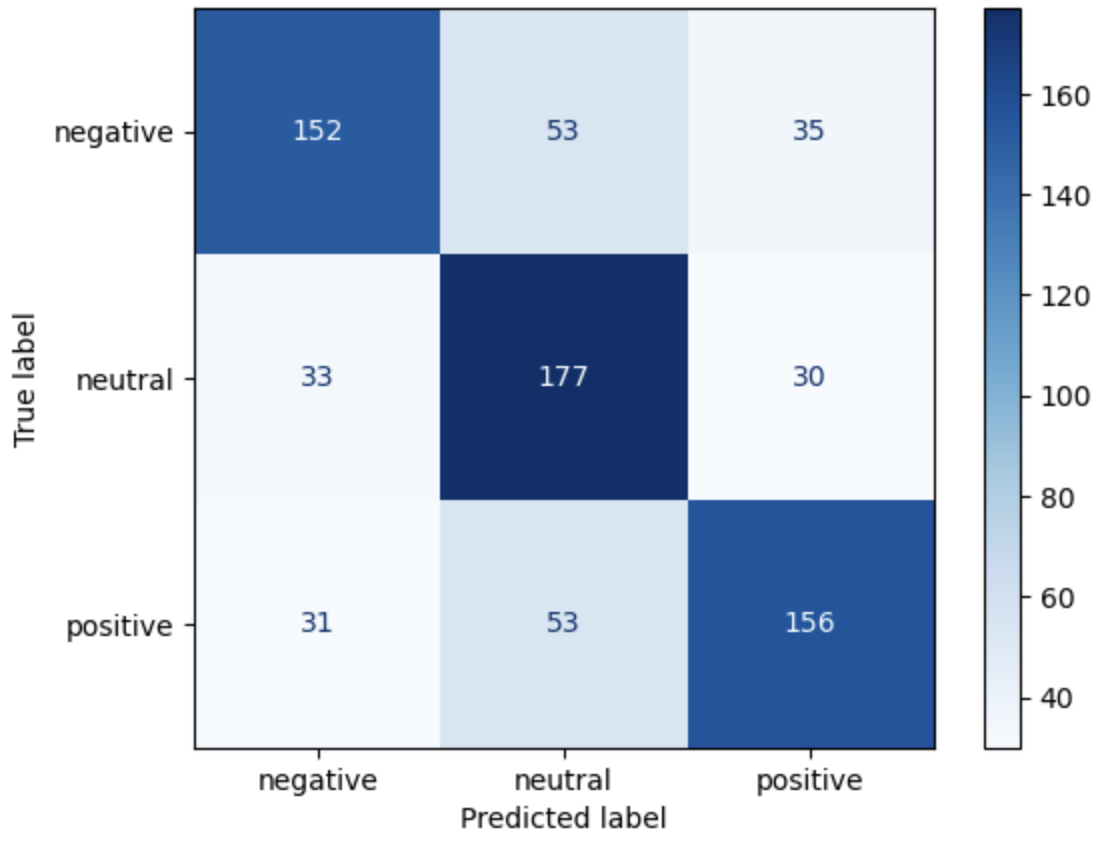 negative 152 53 35
neutral 33 177 30
positive 31 53 156
negative neutral positive
Predicted label
True label
160
140
120
100
80
60
40